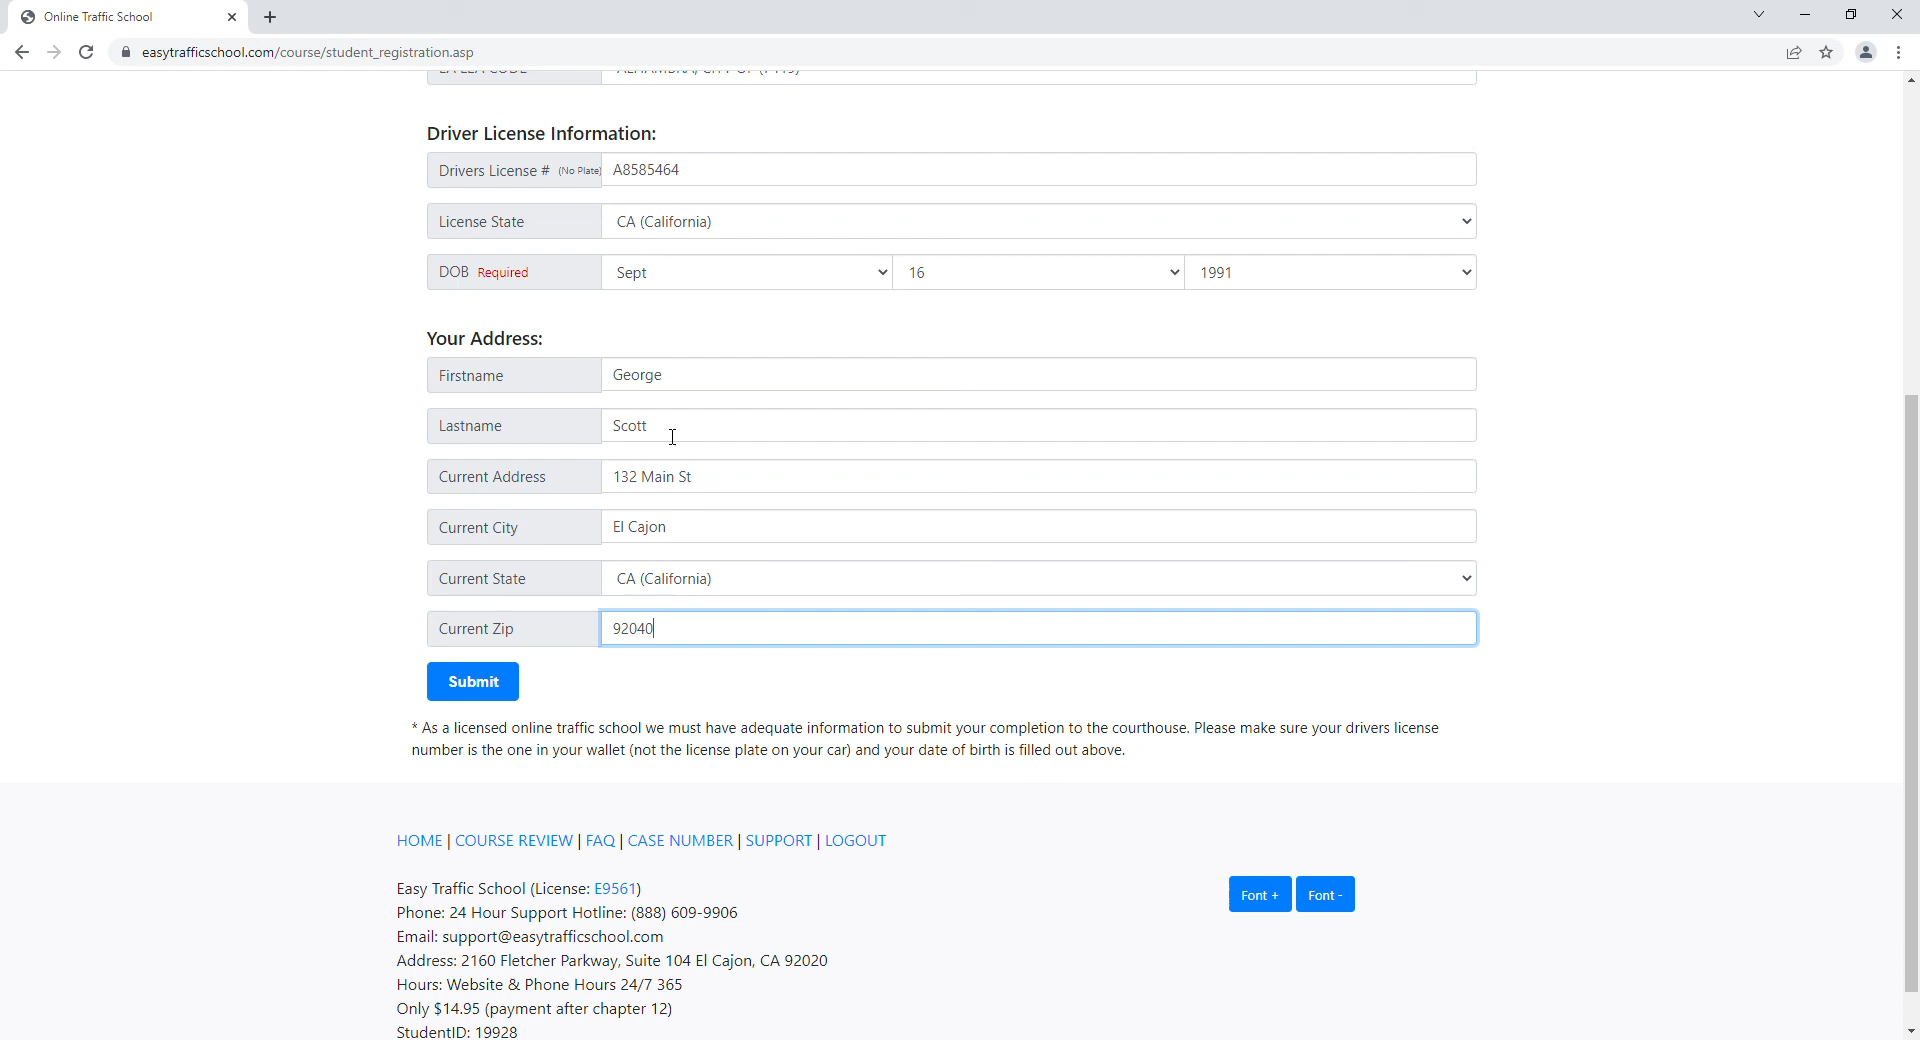 Online Traffic School
easytrafficschool.com/course/student_registration.asp
Driver License Information:
Drivers License # (No Plate) A8585464
License State CA (California)
DOB Required Sept 16 1991
Your Address:
Firstname George
Lastname Scott
Current Address 132 Main St
Current City El Cajon
Current State CA (California)
Current Zip 92040
Submit
* As a licensed online traffic school we must have adequate information to submit your completion to the courthouse. Please make sure your drivers license
number is the one in your wallet (not the license plate on your car) and your date of birth is filled out above.
HOME | COURSE REVIEW | FAQ | CASE NUMBER | SUPPORT | LOGOUT
Easy Traffic School (License: E9561)
Font + Font -
Phone: 24 Hour Support Hotline: (888) 609-9906
Email: support@easytrafficschool.com
Address: 2160 Fletcher Parkway, Suite 104 El Cajon, CA 92020
Hours: Website & Phone Hours 24/7 365
Only $14.95 (payment after chapter 12)
StudentID: 19928